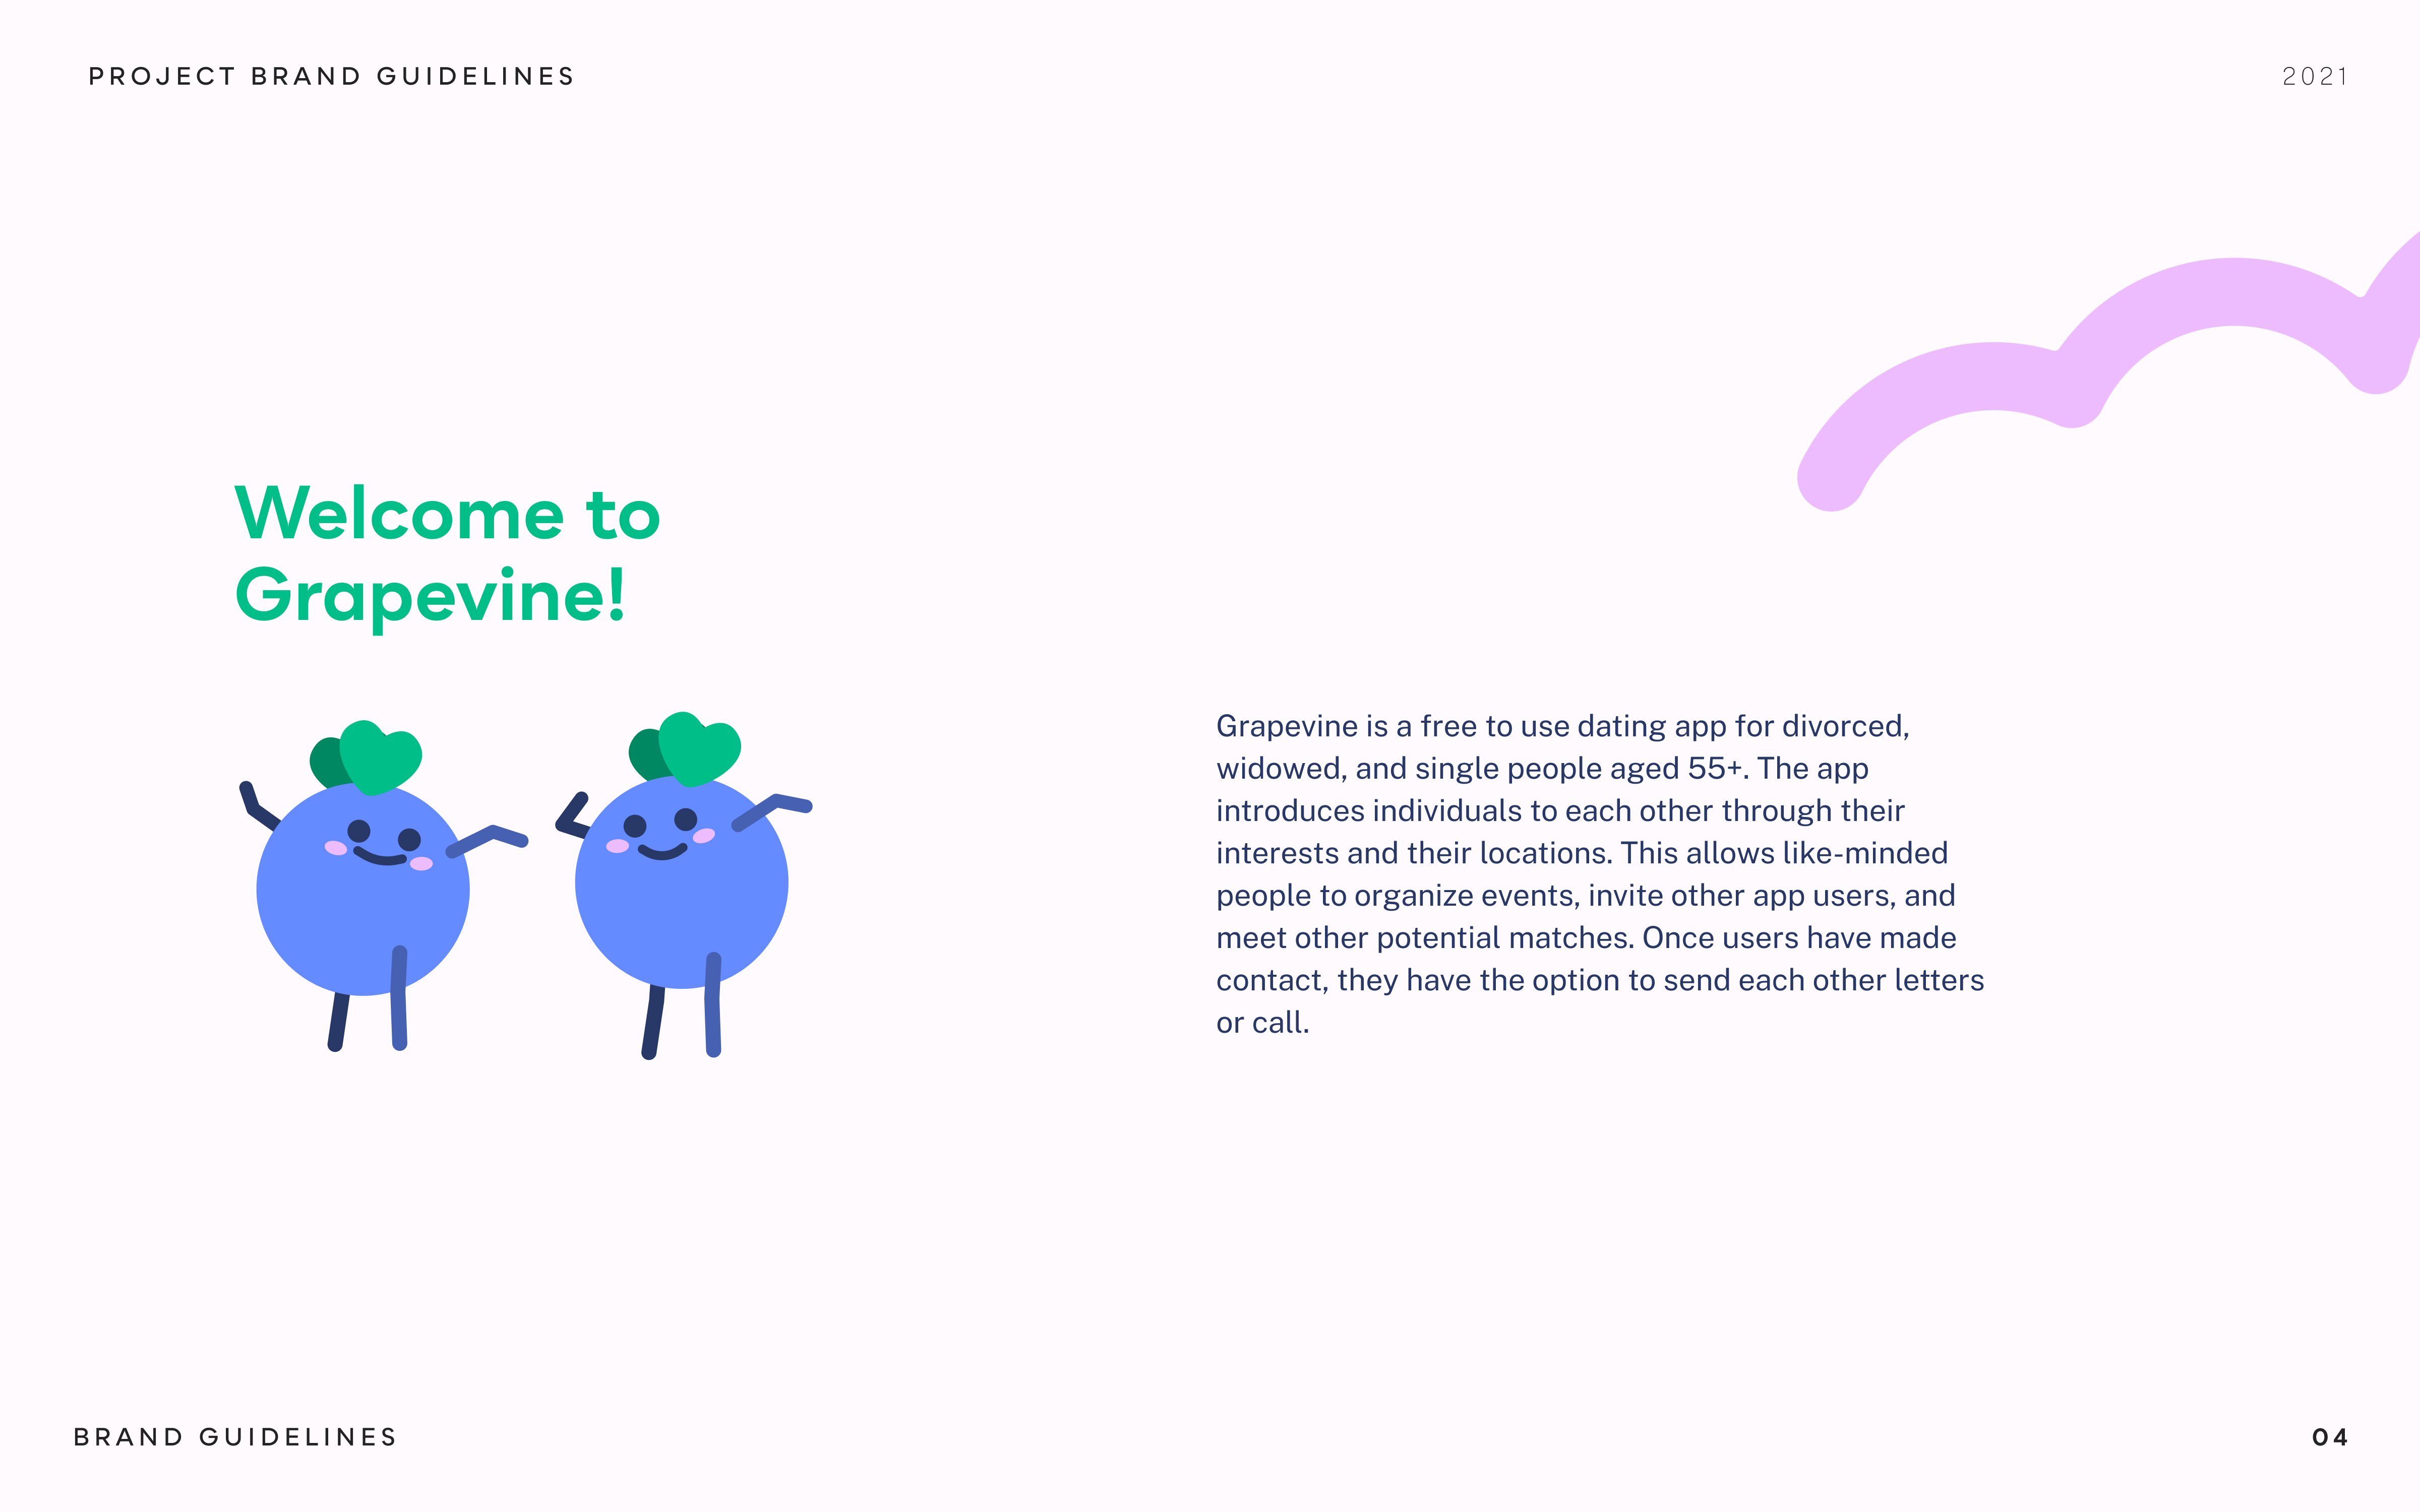 PROJECT BRAND GUIDELINES
2021
Welcome to
Grapevine!
Grapevine is a free to use dating app for divorced,
widowed, and single people aged 55+. The app
introduces individuals to each other through their
interests and their locations. This allows like-minded
people to organize events, invite other app users, and
meet other potential matches. Once users have made
contact, they have the option to send each other letters
or call.
BRAND GUIDELINES
04